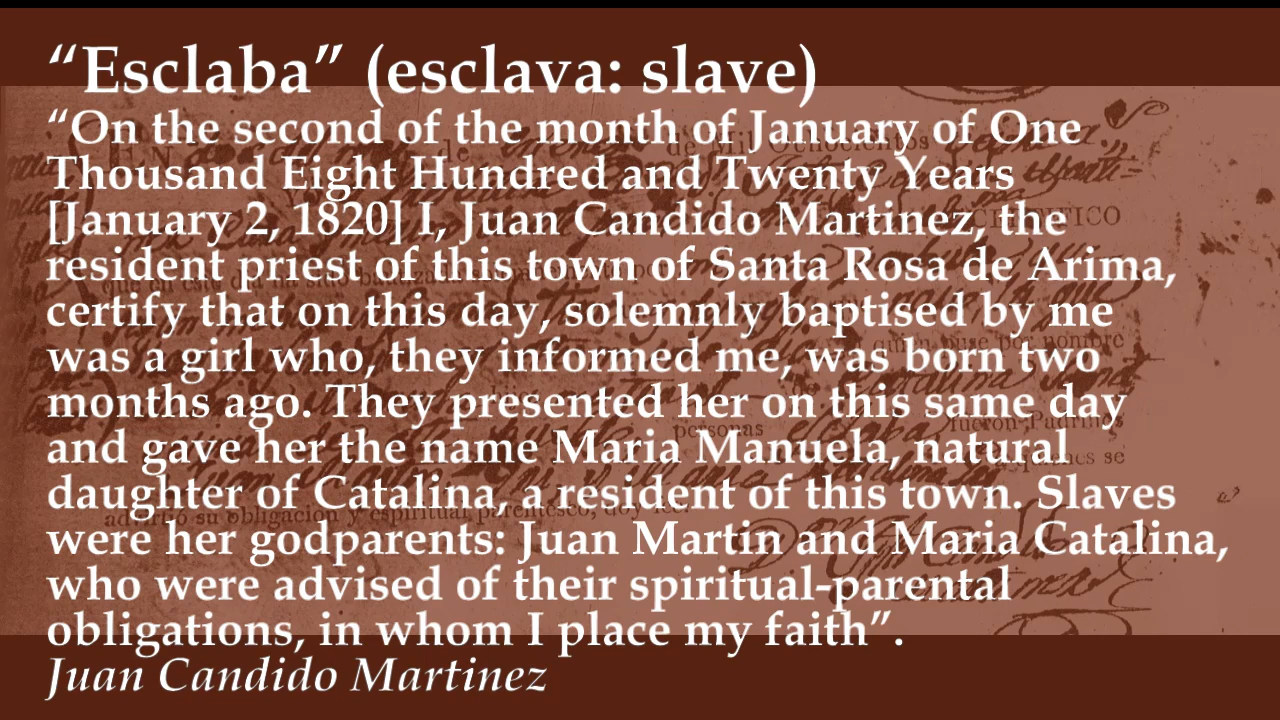 “Esclaba” (esclava: slave)
“On the second of the month of January of One
Thousand Eight Hundred and Twenty Years
[January 2, 1820] I, Juan Candido Martinez, the
resident priest of this town of Santa Rosa de Arima,
certify that on this day, solemnly baptised by me
was a girl who, they informed me, was born two
months ago. They presented her on this same day
and gave her the name Maria Manuela, natural
daughter of Catalina, a resident of this town. Slaves
were her godparents: Juan Martin and Maria Catalina,
who were advised of their spiritual-parental
obligations, in whom I place my faith”.
Juan Candido Martinez